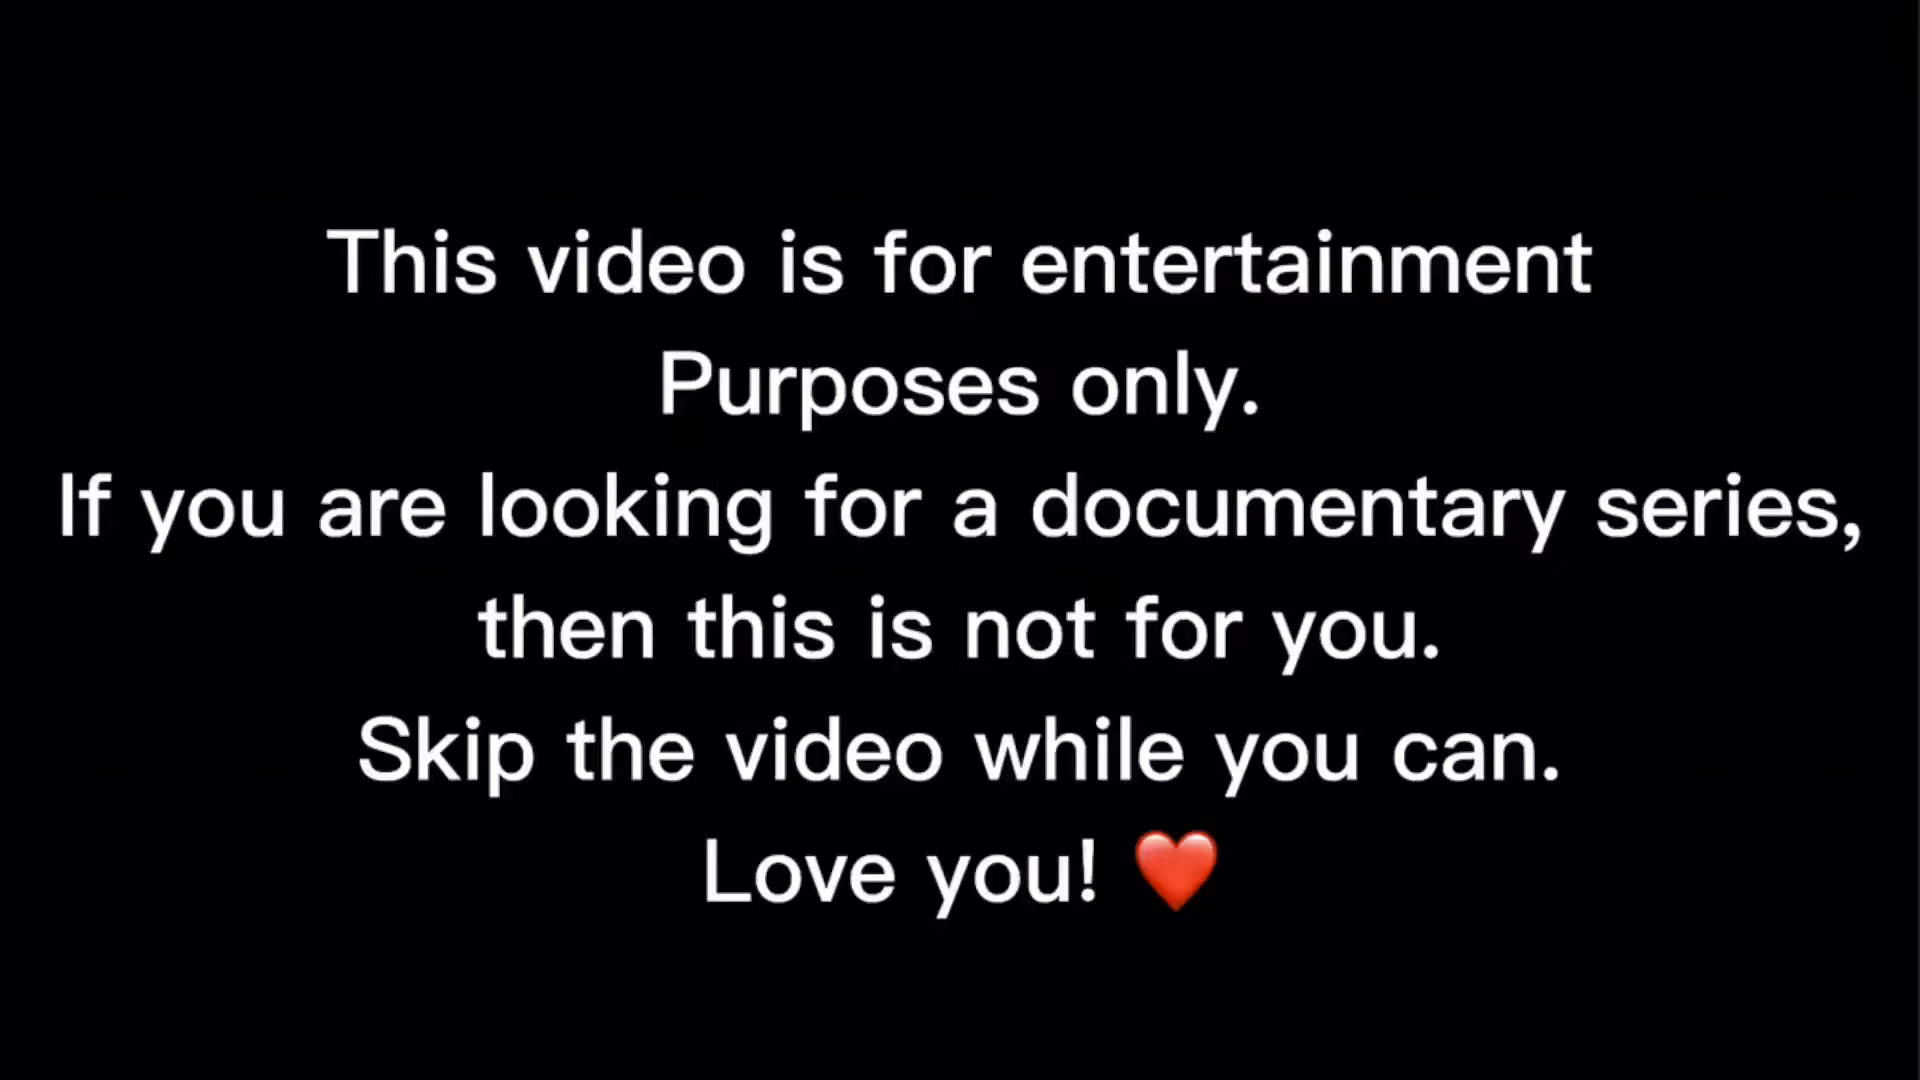 This video is for entertainment
Purposes only.
If you are looking for a documentary series,
then this is not for you.
Skip the video while you can.
Love you! ❤️